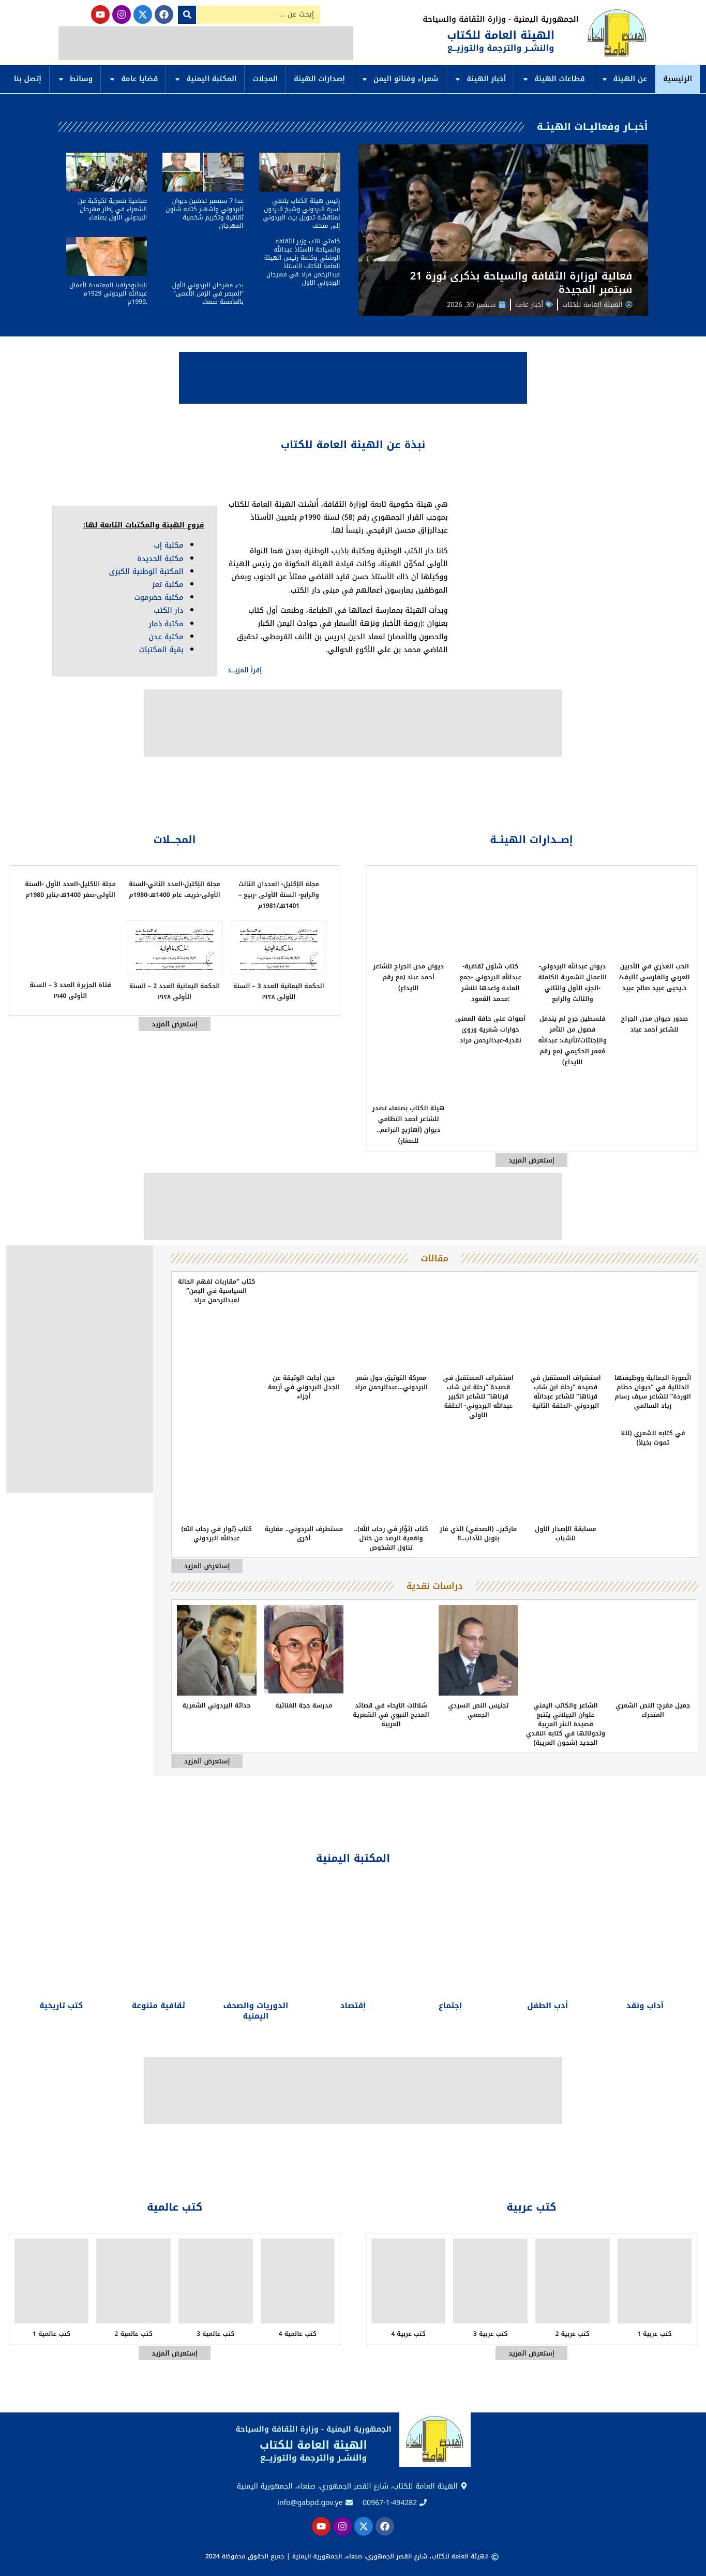 الجمهورية اليمنية - وزارة الثقافة والسياحة
الهيئة العامة للكتاب
والنشــر والترجمة والتوزيــع
إبحث عن ...
الرئيسية
عن الهيئة
قطاعات الهيئة
أخبار الهيئة
شعراء وفنانو اليمن
إصدارات الهيئة
المجلات
المكتبة اليمنية
قضايا عامة
وسائط
إتصل بنا
أخبــار وفعاليــات الهيئــة
فعالية لوزارة الثقافة والسياحة بذكرى ثورة 21
سبتمبر المجيدة
الهيئة العامة للكتاب
أخبار عامة
سبتمبر 30, 2026
رئيس هيئة الكتاب يلتقي
أسرة البردوني وشيخ البردون
لمناقشة تحويل بيت البردوني
إلى متحف
غدا 7 سبتمبر تدشين ديوان
البردوني واشهار كتابه شئون
ثقافية وتكريم شخصية
المهرجان
صباحية شعرية لكوكبة من
الشعراء في إطار مهرجان
البردوني الأول بصنعاء
كلمتي نائب وزير الثقافة
والسياحة الاستاذ عبدالله
الوشلي وكلمة رئيس الهيئة
العامة للكتاب الاستاذ
عبدالرحمن مراد في مهرجان
البردوني الاول
بدء مهرجان البردوني الأول
"المبصر في الزمن الأعمى"
بالعاصمة صنعاء
الببليوجرافيا المعتمدة لأعمال
عبدالله البردوني 1929م
1999م.
نبذة عن الهيئة العامة للكتاب
هي هيئة حكومية تابعة لوزارة الثقافة، أُنشئت الهيئة العامة للكتاب
بموجب القرار الجمهوري رقم (58) لسنة 1990م بتعيين الأستاذ
عبدالرزاق محسن الرقيحي رئيساً لها.
كانا دار الكتب الوطنية ومكتبة باذيب الوطنية بعدن هما النواة
الأولى لمكوّن الهيئة، وكانت قيادة الهيئة المكونة من رئيس الهيئة
ووكيلها آن ذاك الأستاذ حسن قايد القاضي ممثلاً عن الجنوب وبعض
الموظفين يمارسون أعمالهم في مبنى دار الكتب.
وبدأت الهيئة بممارسة أعمالها في الطباعة، وطبعت أول كتاب
بعنوان :(روضة الأخبار ونزهة الأسمار في حوادث اليمن الكبار
والحصون والأمصار) لعماد الدين إدريس بن الأنف القرمطي، تحقيق
القاضي محمد بن علي الأكوع الحوالي.
إقرأ المزيــد
فروع الهيئة والمكتبات التابعة لها:
مكتبة إب
مكتبة الحديدة
المكتبة الوطنية الكبرى
مكتبة تعز
مكتبة حضرموت
دار الكتب
مكتبة ذمار
مكتبة عدن
بقية المكتبات
إصــدارات الهيئــة
الحب العذري في الأدبين
العربي والفارسي تأليف/
د.يحيى عبيد صالح عبيد
ديوان عبدالله البردوني-
الاعمال الشعرية الكاملة
-الجزء الأول والثاني
والثالث والرابع
كتاب شئون ثقافية-
عبدالله البردوني -جمع
المادة واعدها للنشر
:محمد القعود
ديوان مدن الجراح للشاعر
أحمد عباد (مع رقم
الايداع)
صدور ديوان مدن الجراح
للشاعر أحمد عباد
فلسطين جرح لم يندمل
فصول من التآمر
والإجتثاث/تأليف: عبدالله
مُعمر الحكيمي (مع رقم
الايداع)
أصوات على حافة المعنى
حوارات شعرية ورؤئ
نقدية-عبدالرحمن مراد
هيئة الكتاب بصنعاء تصدر
للشاعر أحمد النظامي
ديوان (أهازيج البراعم..
للصغار)
إستعرض المزيد
المجــلات
مجلة الإكليل- العددان الثالث
والرابع- السنة الأولى -ربيع –
1401هـ/1981م
مجلة الإكليل-العدد الثاني-السنة
الأولى-خريف عام 1400هـ-1980م
مجلة الاكليل-العدد الأول -السنة
الأولى-صفر 1400هـ-يناير 1980م
الحكمة اليمانية العدد 3 – السنة
الأولى ١٩٣٨
الحكمة اليمانية العدد 2 – السنة
الأولى ١٩٣٨
فتاة الجزيرة العدد 3 – السنة
الأولى ١٩٤٠
إستعرض المزيد
مقالات
كتاب "مقاربات لفهم الحالة
السياسية في اليمن"
لعبدالرحمن مراد
الصورة الجمالية ووظيفتها
الدلالية في "ديوان حطام
الوردة" للشاعر سيف رسام
زياد السالمي
استشراف المستقبل في
قصيدة "رحلة ابن شاب
قرناها" للشاعر عبدالله
البردوني -الحلقة الثانية
استشراف المستقبل في
قصيدة "رحلة ابن شاب
قرناها" للشاعر الكبير
عبدالله البردوني- الحلقة
الاولى
معركة التوثيق حول شعر
البردوني...عبدالرحمن مراد
حين أجابت الوثيقة عن
الجدل البردوني في أربعة
أجزاء
في كتابه الشعري (لئلا
تموت بخيلًا)
مسابقة الإصدار الأول
للشباب
ماركيز.. (الصحفي) الذي فاز
بنوبل للآداب..!!
كتاب (ثوّار في رحاب الله)..
واقعية الرصد من خلال
تناول الشخوص
مستطرف البردوني.. مقاربة
أخرى
كتاب (ثوار في رحاب الله)
عبدالله البردوني
إستعرض المزيد
دراسات نقدية
جميل مفرح: النص الشعري
المتحرك
الشاعر والكاتب اليمني
علوان الجيلاني يتتبع
قصيدة النثر العربية
وتحولاتها في كتابه النقدي
الجديد (شجون الغريبة)
تجنيس النص السردي
الجمعي
شلالات الإيحاء في قصائد
المديح النبوي في الشعرية
العربية
مدرسة حجة الغنائية
حداثة البردوني الشعرية
إستعرض المزيد
المكتبة اليمنية
آداب ونقد
أدب الطفل
إجتماع
إقتصاد
الدوريات والصحف
اليمنية
ثقافية متنوعة
كتب تاريخية
كتب عربية
كتب عربية 1
كتب عربية 2
كتب عربية 3
كتب عربية 4
إستعرض المزيد
كتب عالمية
كتب عالمية 4
كتب عالمية 3
كتب عالمية 2
كتب عالمية 1
إستعرض المزيد
الجمهورية اليمنية - وزارة الثقافة والسياحة
الهيئة العامة للكتاب
والنشــر والترجمة والتوزيــع
الهيئة العامة للكتاب، شارع القصر الجمهوري، صنعاء، الجمهورية اليمنية
00967-1-494282
info@gabpd.gov.ye
© الهيئة العامة للكتاب، شارع القصر الجمهوري، صنعاء، الجمهورية اليمنية | جميع الحقوق محفوظة 2024